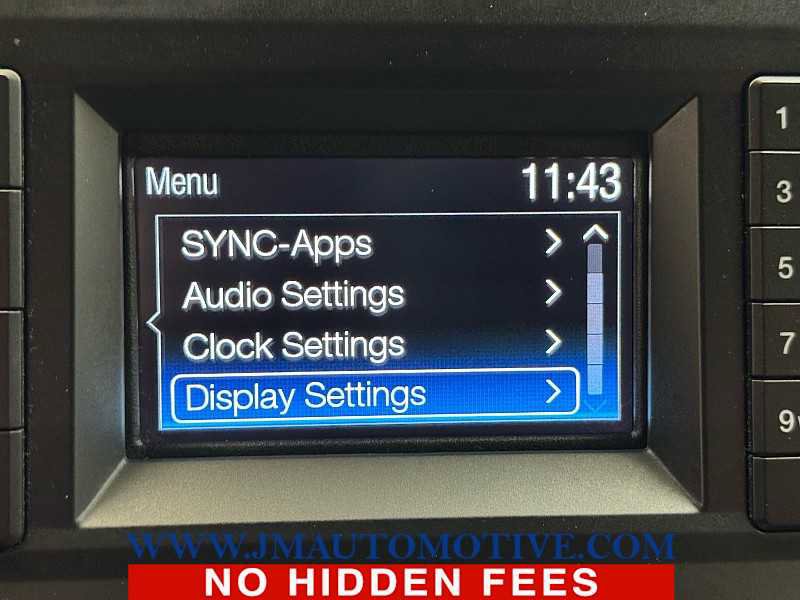 Menu 11:43
SYNC-Apps
Audio Settings
Clock Settings
Display Settings
1
3
5
7
9
WWW.JMAUTOMOTIVE.COM
NO HIDDEN FEES